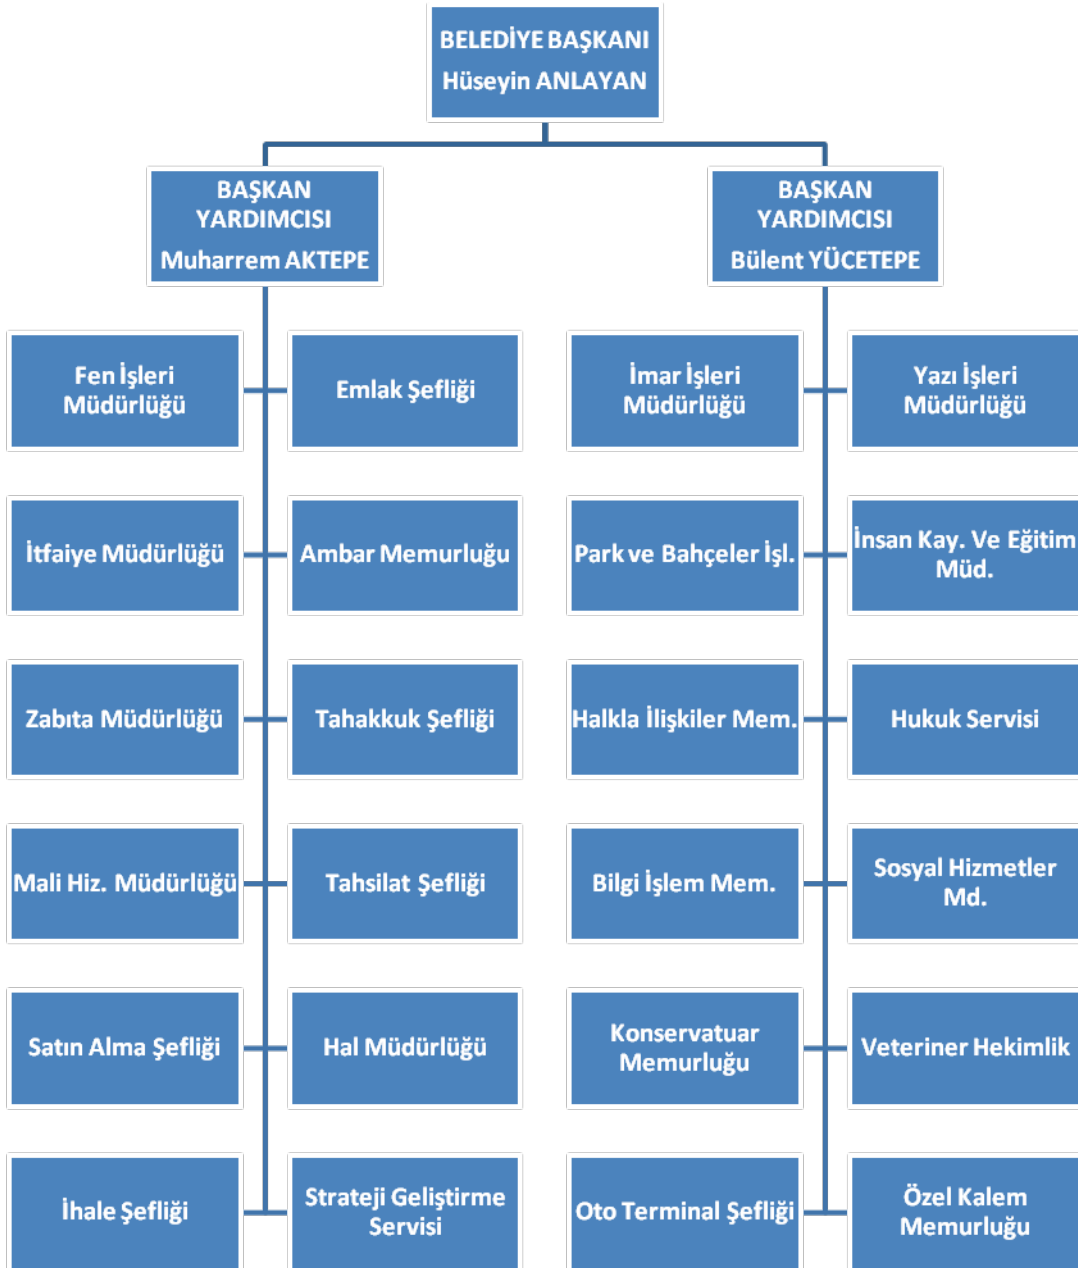 BELEDİYE BAŞKANI
Hüseyin ANLAYAN
BAŞKAN
YARDIMCISI
Muharrem AKTEPE
BAŞKAN
YARDIMCISI
Bülent YÜCETEPE
Fen İşleri
Müdürlüğü
Emlak Şefliği
İmar İşleri
Müdürlüğü
Yazı İşleri
Müdürlüğü
İtfaiye Müdürlüğü
Ambar Memurluğu
Park ve Bahçeler İşl.
İnsan Kay. Ve Eğitim
Müd.
Zabıta Müdürlüğü
Tahakkuk Şefliği
Halkla İlişkiler Mem.
Hukuk Servisi
Mali Hiz. Müdürlüğü
Tahsilat Şefliği
Bilgi İşlem Mem.
Sosyal Hizmetler
Md.
Satın Alma Şefliği
Hal Müdürlüğü
Konservatuar
Memurluğu
Veteriner Hekimlik
İhale Şefliği
Strateji Geliştirme
Servisi
Oto Terminal Şefliği
Özel Kalem
Memurluğu